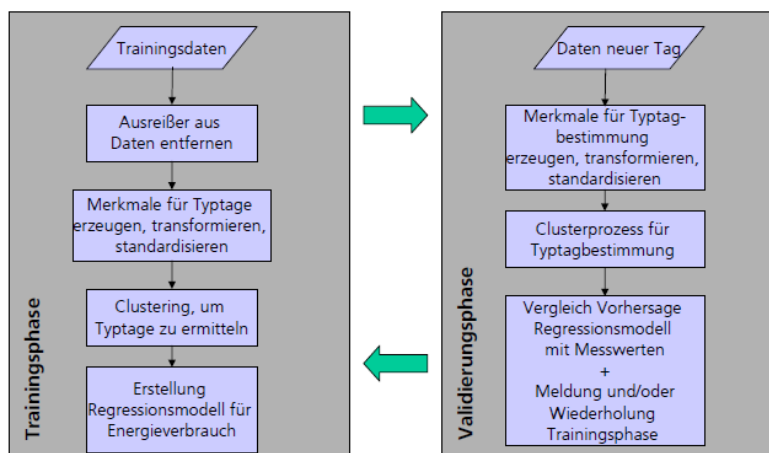 Trainingsdaten
Ausreißer aus
Daten entfernen
Merkmale für Typtage
erzeugen, transformieren,
standardisieren
Clustering, um
Typtage zu ermitteln
Erstellung
Regressionsmodell für
Energieverbrauch
Trainingsphase
Daten neuer Tag
Merkmale für Typtag-
bestimmung
erzeugen, transformieren,
standardisieren
Clusterprozess für
Typtagbestimmung
Vergleich Vorhersage
Regressionsmodell
mit Messwerten
+
Meldung und/oder
Wiederholung
Trainingsphase
Validierungsphase